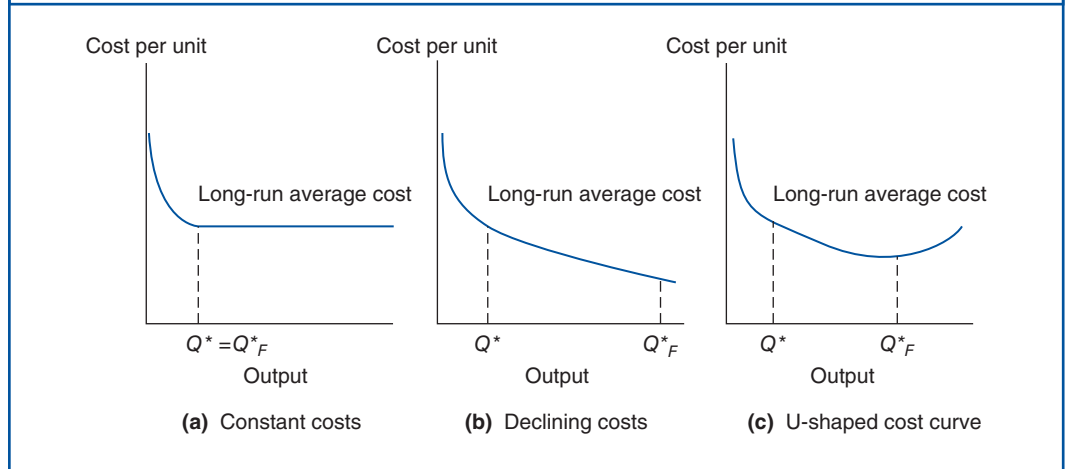 Cost per unit
Cost per unit
Cost per unit
Long-run average cost
Long-run average cost
Long-run average cost
Q* =Q*F
Q*
Q*F
Q*
Q*F
Output
Output
Output
(a) Constant costs
(b) Declining costs
(c) U-shaped cost curve